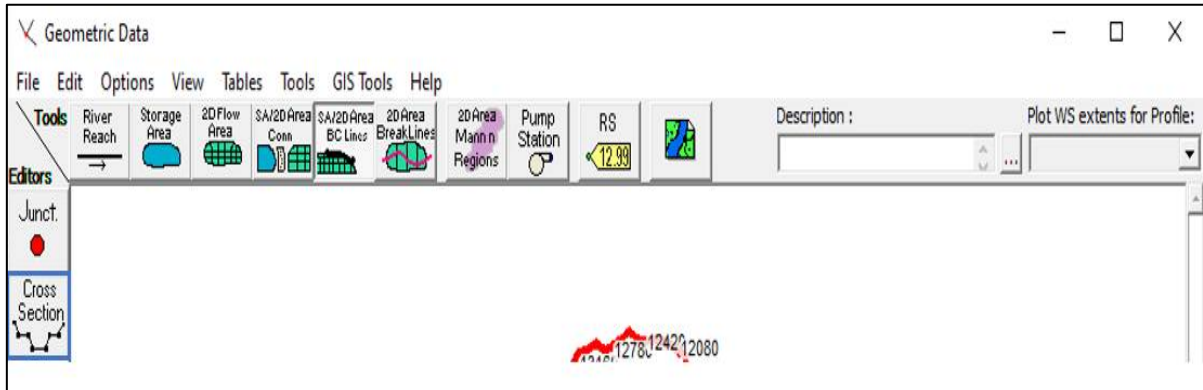 Geometric Data
File Edit Options View Tables Tools GIS Tools Help
Tools
Editors
River Reach
Storage Area
2D Flow Area
SA/2D Area Conn
SA/2D Area BC Lines
2D Area BreakLines
2D Area Mann n Regions
Pump Station
RS
12.99
Description :
...
Plot WS extents for Profile:
Junct.
Cross Section
12420
12080